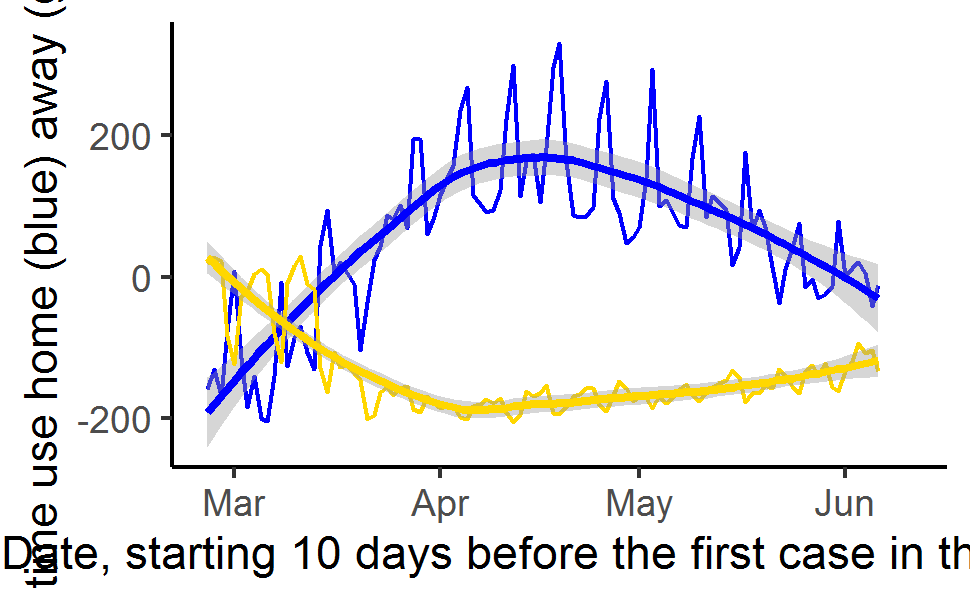 time use home (blue) away (
200
0
-200
Mar Apr May Jun
Date, starting 10 days before the first case in th